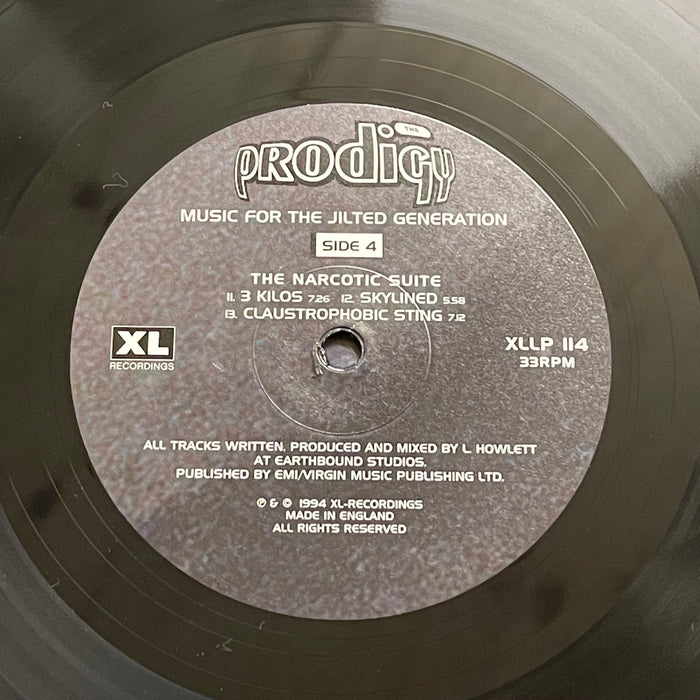 THE
PRODIGY
MUSIC FOR THE JILTED GENERATION
SIDE 4
THE NARCOTIC SUITE
11. 3 KILOS 7.26 12. SKYLINED 5.58
13. CLAUSTROPHOBIC STING 7.12
XL
RECORDINGS
XLLP 114
33RPM
ALL TRACKS WRITTEN, PRODUCED AND MIXED BY L. HOWLETT
AT EARTHBOUND STUDIOS.
PUBLISHED BY EMI/VIRGIN MUSIC PUBLISHING LTD.
℗ & © 1994 XL-RECORDINGS
MADE IN ENGLAND
ALL RIGHTS RESERVED